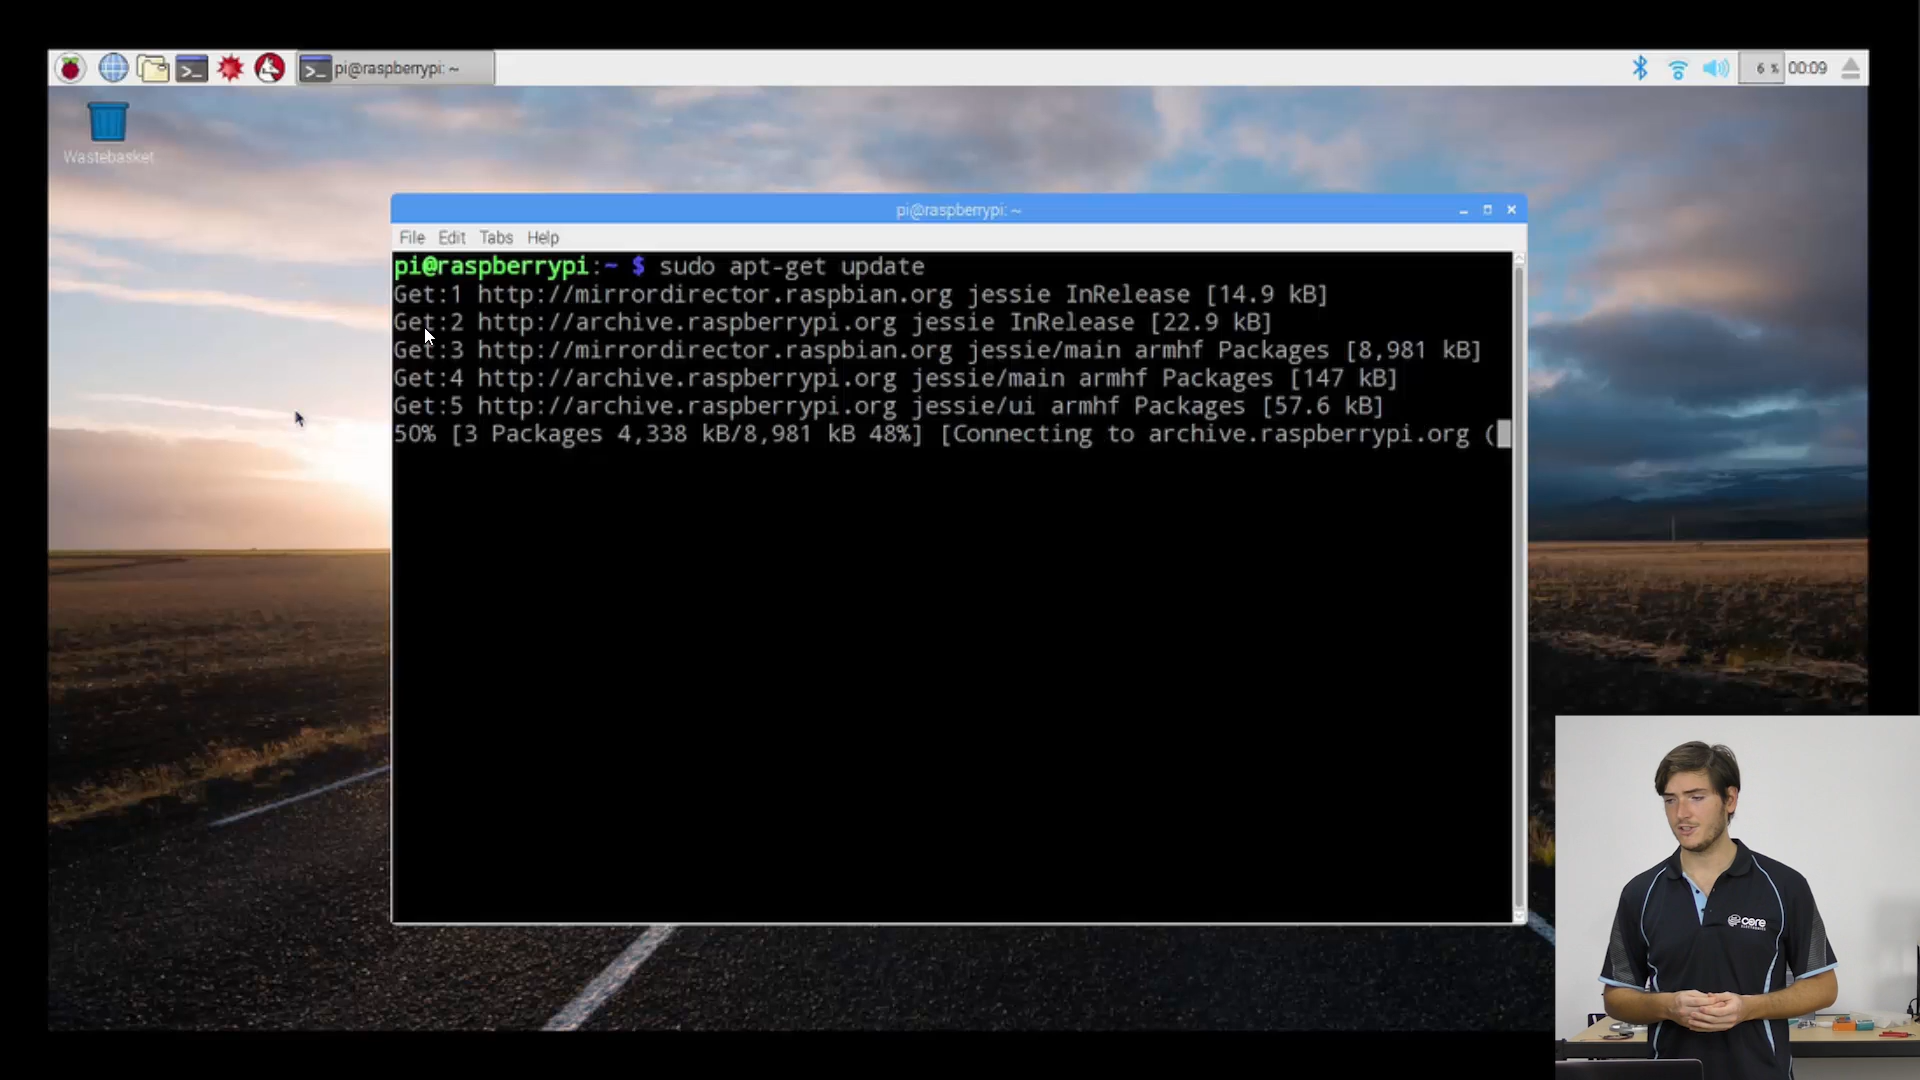 pi@raspberrypi: ~
6 %
00:09
Wastebasket
pi@raspberrypi: ~
File Edit Tabs Help
pi@raspberrypi:~ $ sudo apt-get update
Get:1 http://mirrordirector.raspbian.org jessie InRelease [14.9 kB]
Get:2 http://archive.raspberrypi.org jessie InRelease [22.9 kB]
Get:3 http://mirrordirector.raspbian.org jessie/main armhf Packages [8,981 kB]
Get:4 http://archive.raspberrypi.org jessie/main armhf Packages [147 kB]
Get:5 http://archive.raspberrypi.org jessie/ui armhf Packages [57.6 kB]
50% [3 Packages 4,338 kB/8,981 kB 48%] [Connecting to archive.raspberrypi.org (
core
ELECTRONICS